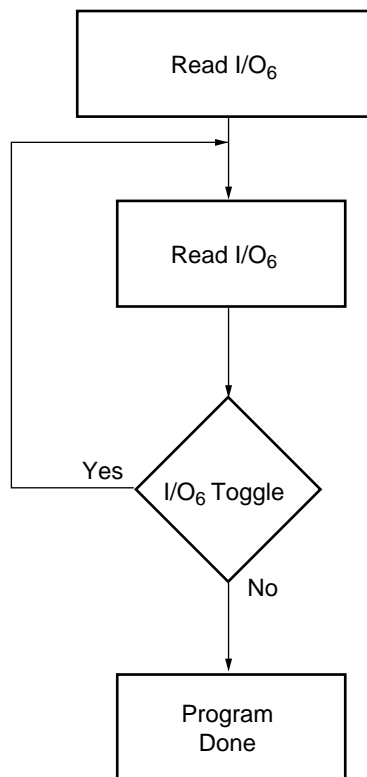 Read I/O₆
Read I/O₆
Yes
I/O₆ Toggle
No
Program
Done